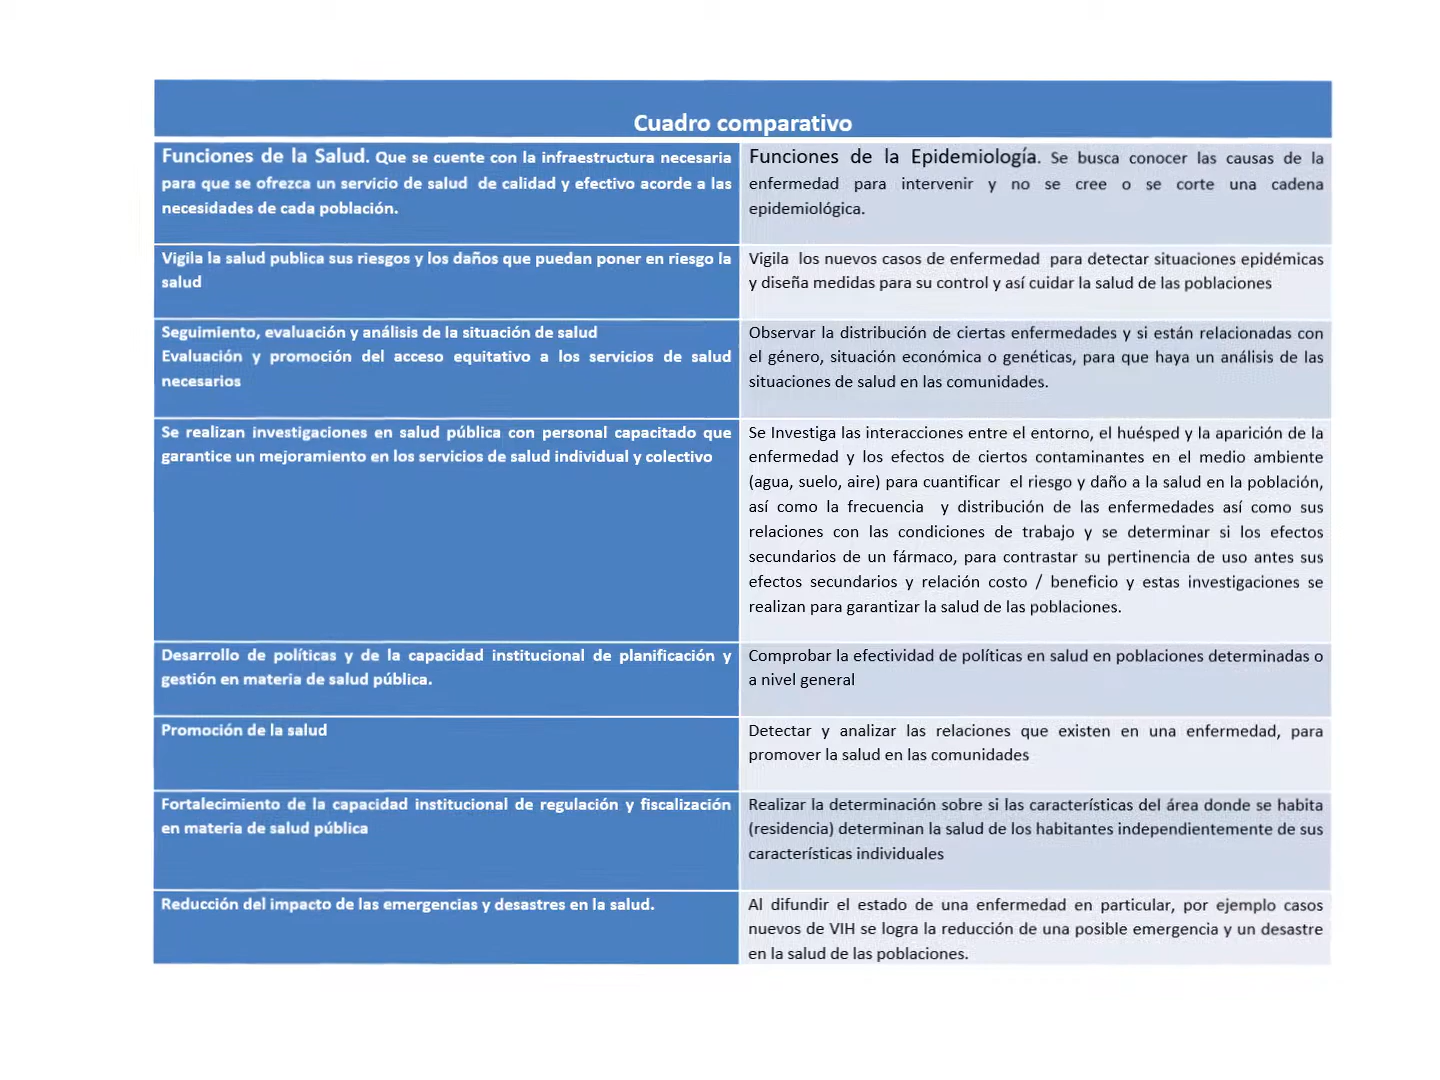 Cuadro comparativo
Funciones de la Salud. Que se cuente con la infraestructura necesaria
para que se ofrezca un servicio de salud de calidad y efectivo acorde a las
necesidades de cada población.
Funciones de la Epidemiología. Se busca conocer las causas de la
enfermedad para intervenir y no se cree o se corte una cadena
epidemiológica.
Vigila la salud publica sus riesgos y los daños que puedan poner en riesgo la
salud
Vigila los nuevos casos de enfermedad para detectar situaciones epidémicas
y diseña medidas para su control y así cuidar la salud de las poblaciones
Seguimiento, evaluación y análisis de la situación de salud
Evaluación y promoción del acceso equitativo a los servicios de salud
necesarios
Observar la distribución de ciertas enfermedades y si están relacionadas con
el género, situación económica o genéticas, para que haya un análisis de las
situaciones de salud en las comunidades.
Se realizan investigaciones en salud pública con personal capacitado que
garantice un mejoramiento en los servicios de salud individual y colectivo
Se Investiga las interacciones entre el entorno, el huésped y la aparición de la
enfermedad y los efectos de ciertos contaminantes en el medio ambiente
(agua, suelo, aire) para cuantificar el riesgo y daño a la salud en la población,
así como la frecuencia y distribución de las enfermedades así como sus
relaciones con las condiciones de trabajo y se determinar si los efectos
secundarios de un fármaco, para contrastar su pertinencia de uso antes sus
efectos secundarios y relación costo / beneficio y estas investigaciones se
realizan para garantizar la salud de las poblaciones.
Desarrollo de políticas y de la capacidad institucional de planificación y
gestión en materia de salud pública.
Comprobar la efectividad de políticas en salud en poblaciones determinadas o
a nivel general
Promoción de la salud
Detectar y analizar las relaciones que existen en una enfermedad, para
promover la salud en las comunidades
Fortalecimiento de la capacidad institucional de regulación y fiscalización
en materia de salud pública
Realizar la determinación sobre si las características del área donde se habita
(residencia) determinan la salud de los habitantes independientemente de sus
características individuales
Reducción del impacto de las emergencias y desastres en la salud.
Al difundir el estado de una enfermedad en particular, por ejemplo casos
nuevos de VIH se logra la reducción de una posible emergencia y un desastre
en la salud de las poblaciones.